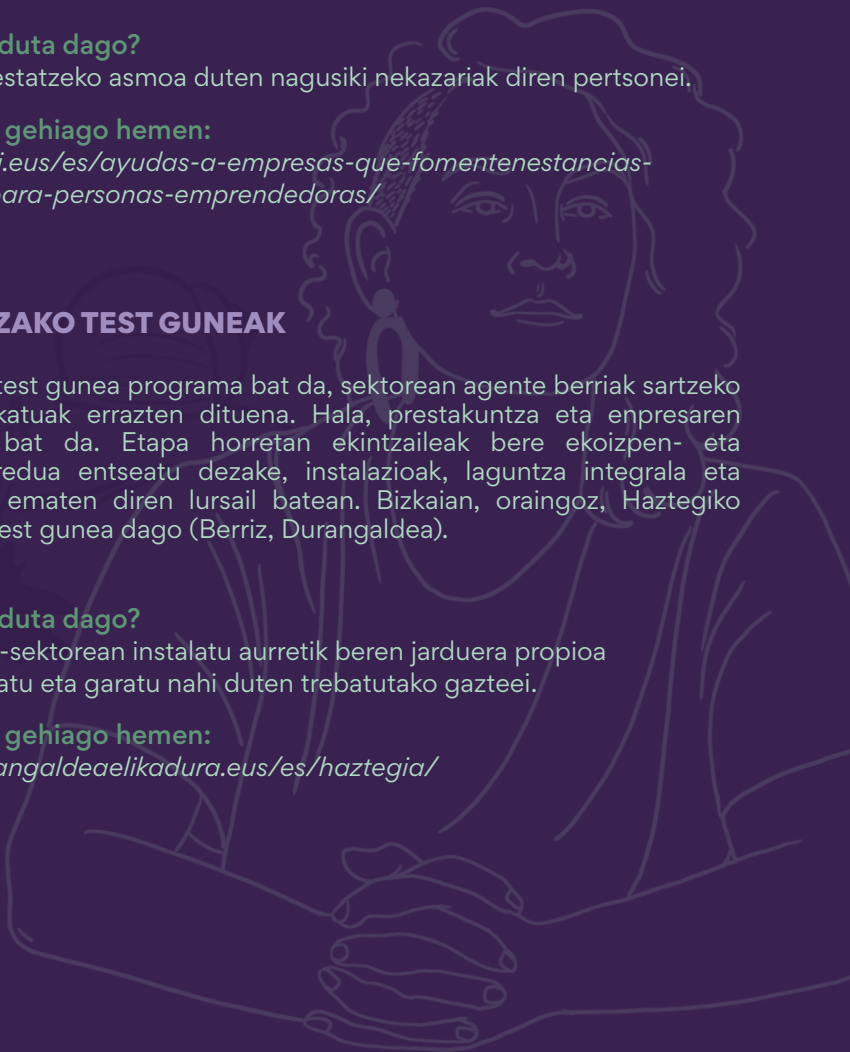 duta dago?
estatzeko asmoa duten nagusiki nekazariak diren pertsonei.
gehiago hemen:
i.eus/es/ayudas-a-empresas-que-fomentenestancias-
para-personas-emprendedoras/
ZAKO TEST GUNEAK
test gunea programa bat da, sektorean agente berriak sartzeko
katuak errazten dituena. Hala, prestakuntza eta enpresaren
bat da. Etapa horretan ekintzaileak bere ekoizpen- eta
redua entseatu dezake, instalazioak, laguntza integrala eta
ematen diren lursail batean. Bizkaian, oraingoz, Haztegiko
test gunea dago (Berriz, Durangaldea).
duta dago?
-sektorean instalatu aurretik beren jarduera propioa
atu eta garatu nahi duten trebatutako gazteei.
gehiago hemen:
angaldeaelikadura.eus/es/haztegia/